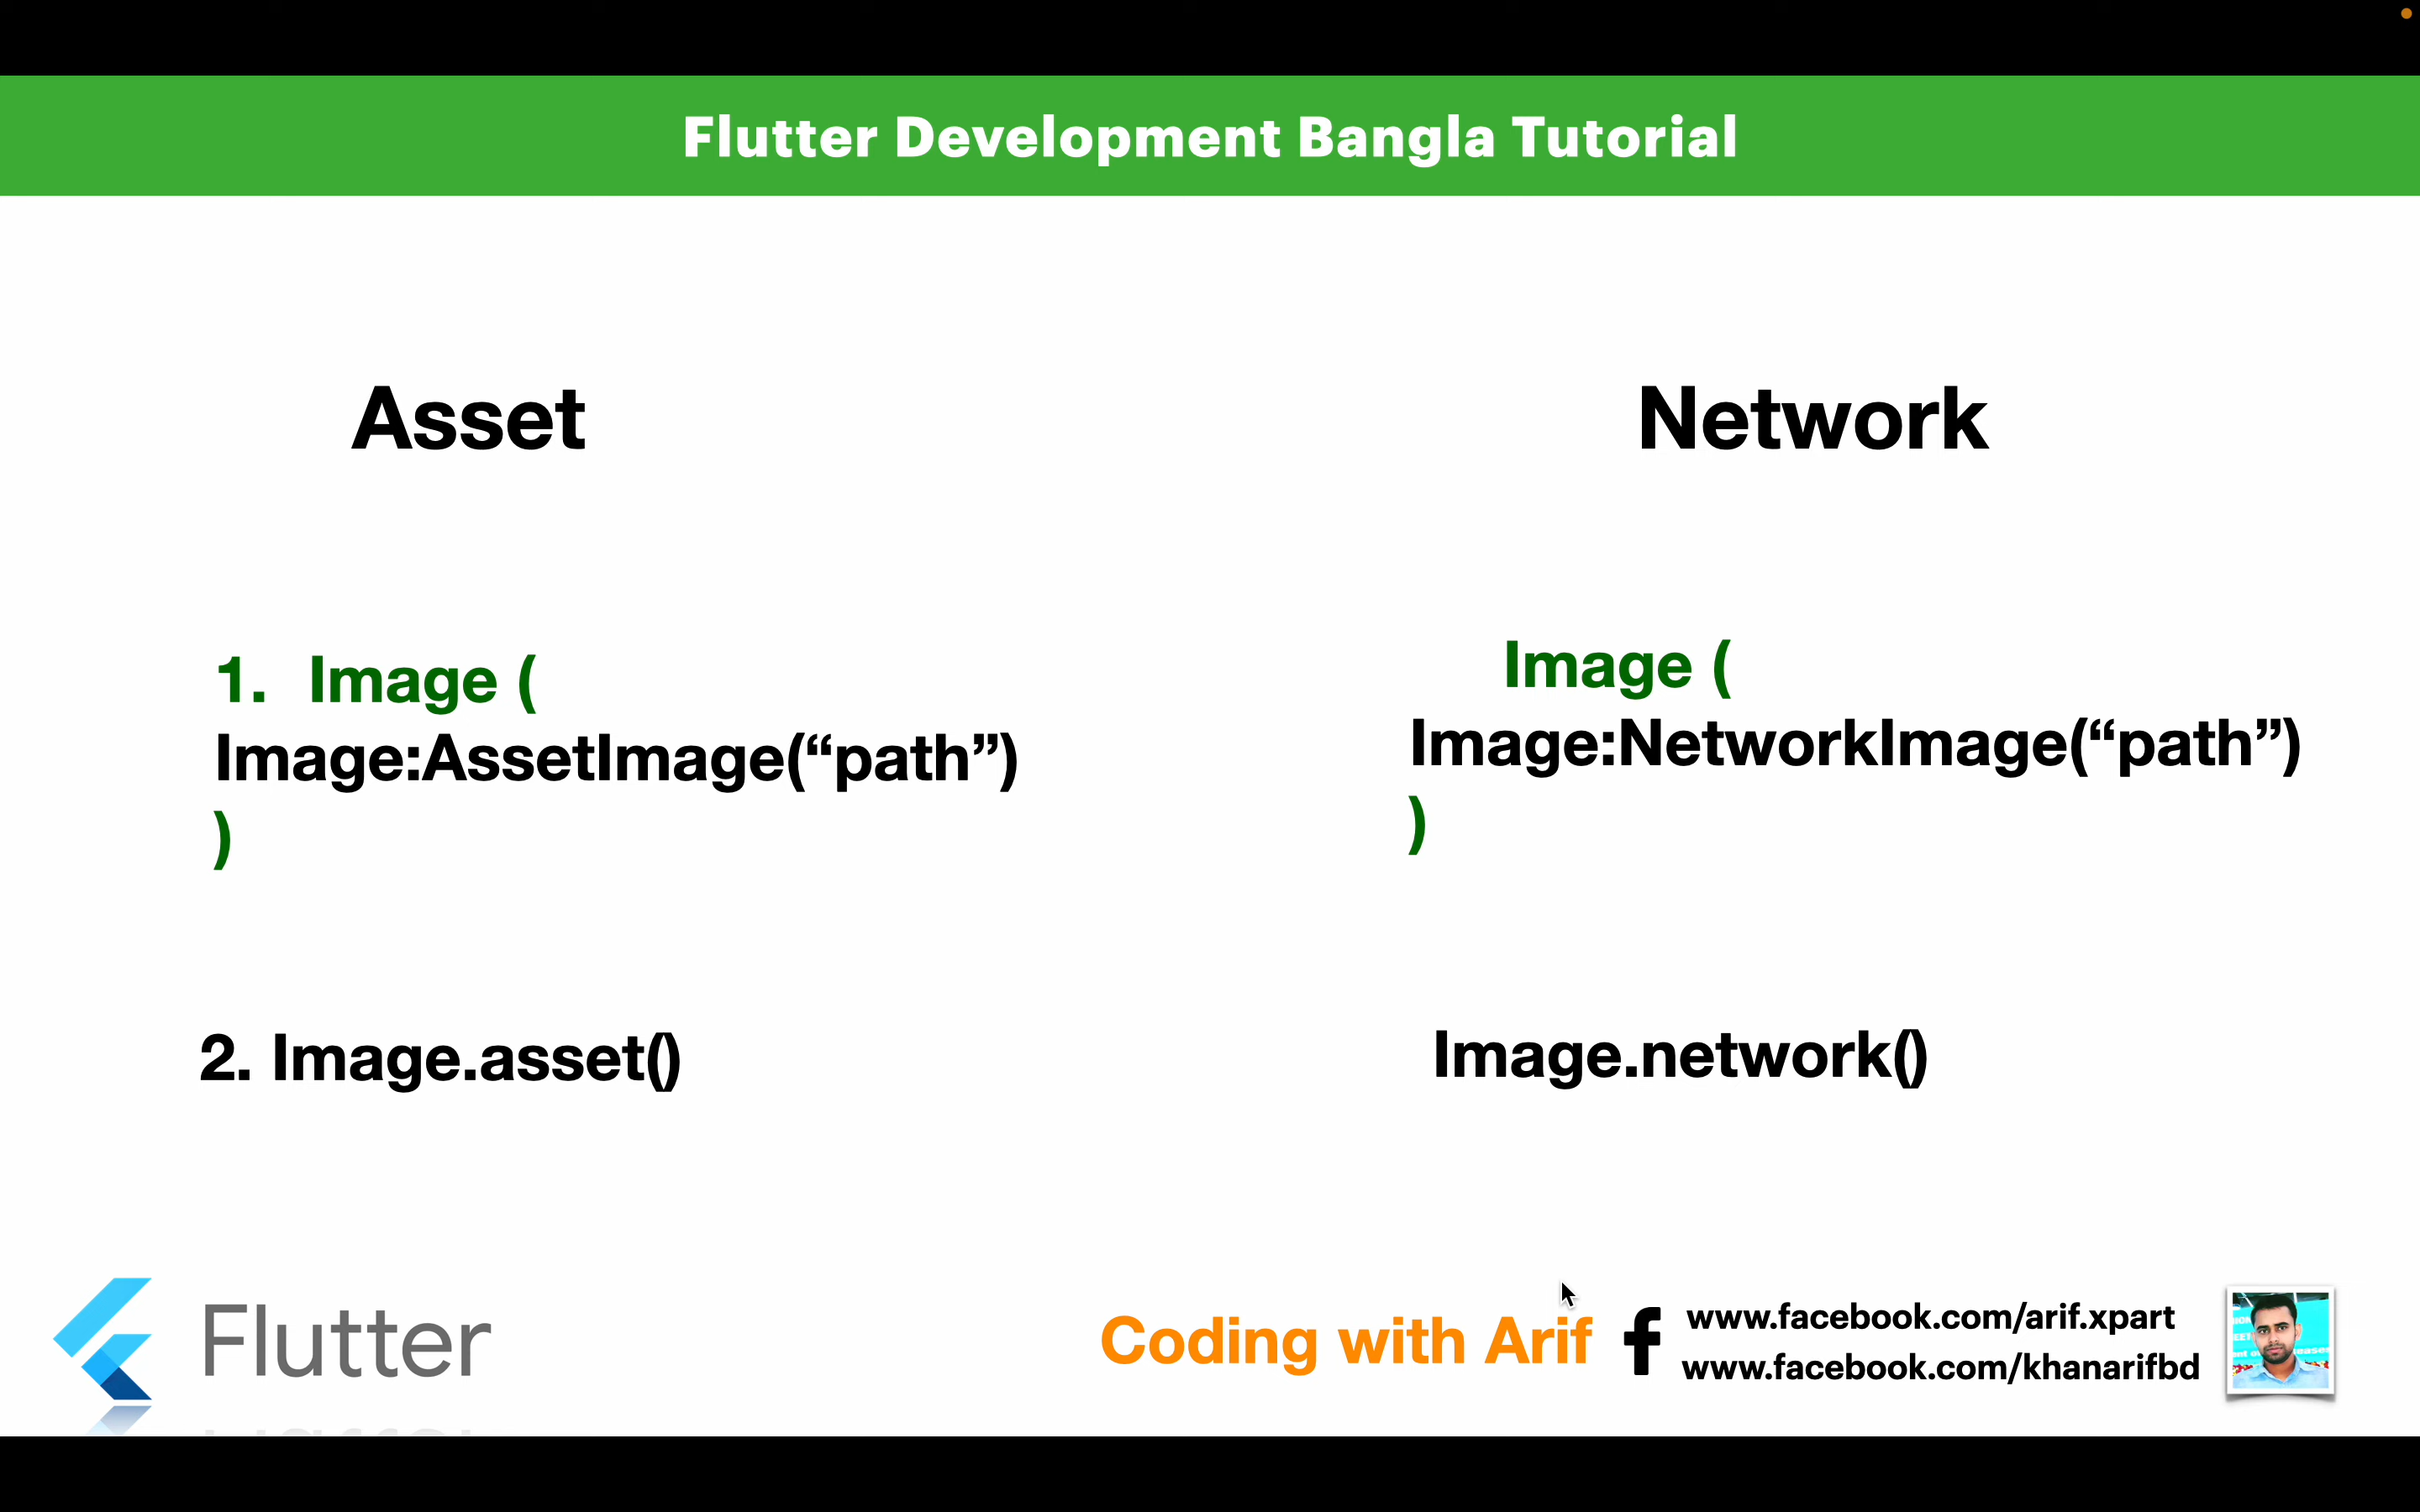 Flutter Development Bangla Tutorial
Asset
Network
1. Image (
Image:AssetImage(“path”)
)
Image (
Image:NetworkImage(“path”)
)
2. Image.asset()
Image.network()
Flutter
Coding with Arif
f
www.facebook.com/arif.xpart
www.facebook.com/khanarifbd